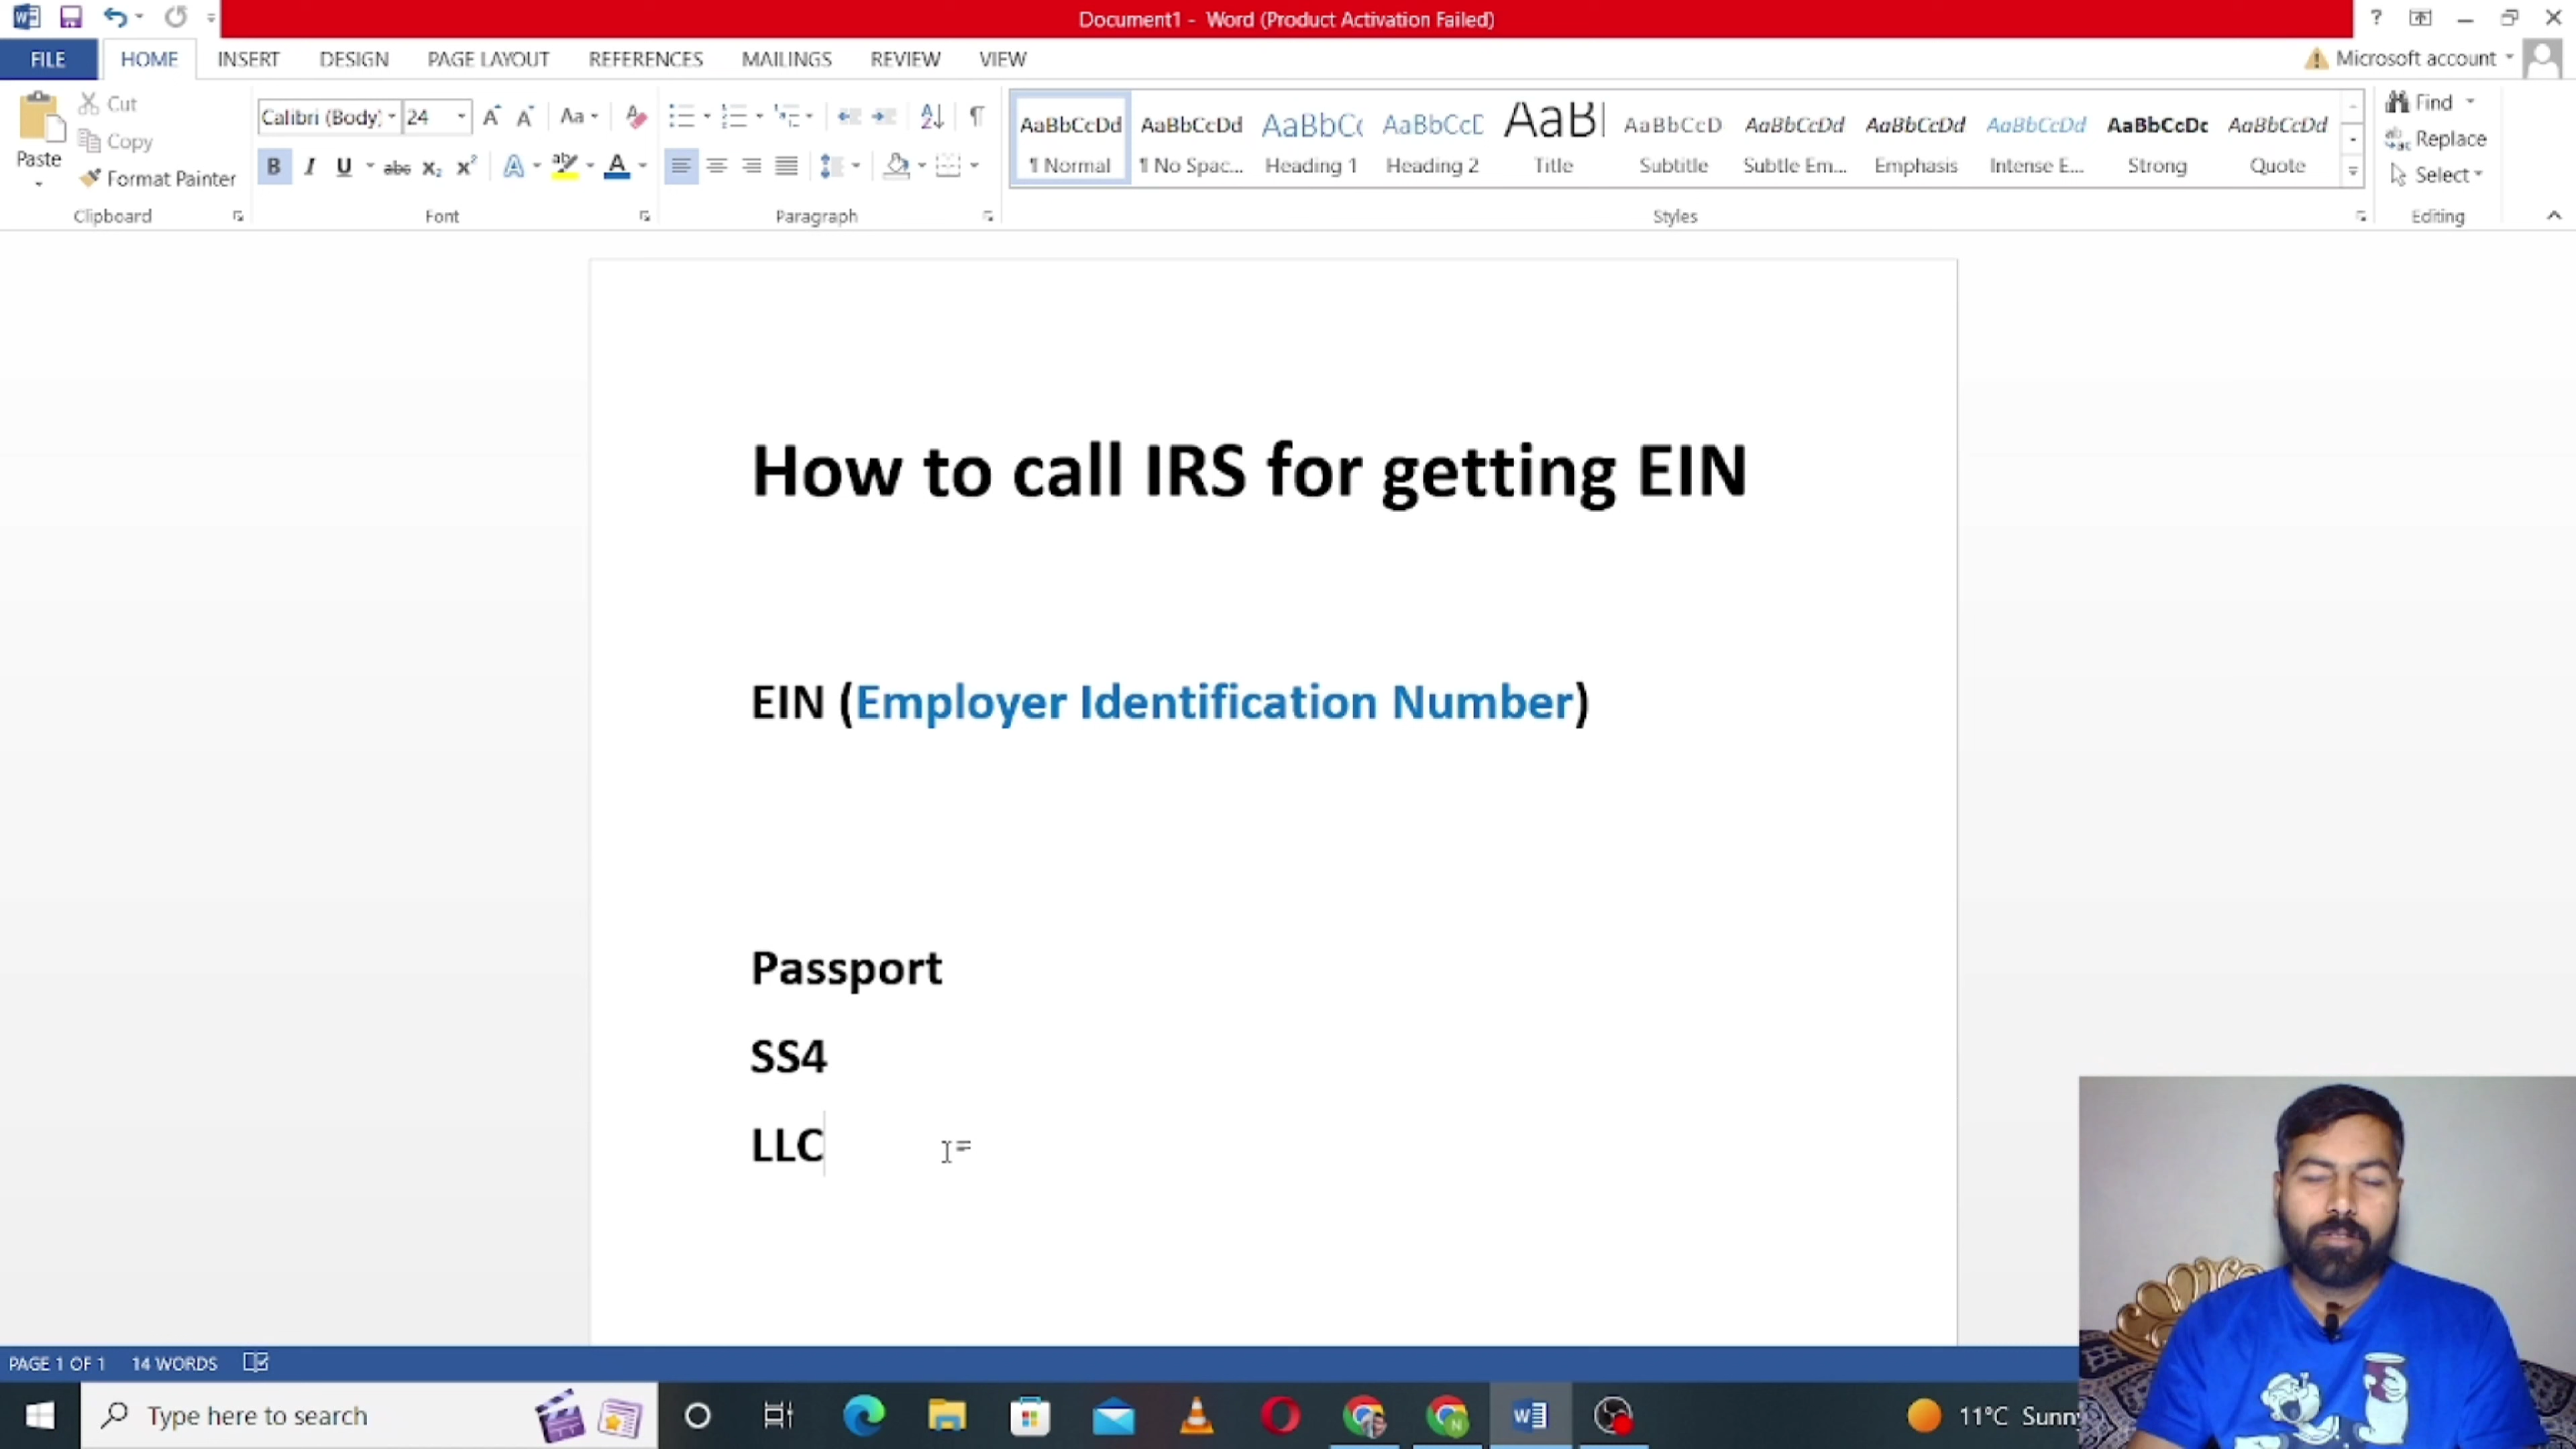 Document1 - Word (Product Activation Failed)
FILE HOME INSERT DESIGN PAGE LAYOUT REFERENCES MAILINGS REVIEW VIEW Microsoft account
Paste
Cut
Copy
Format Painter
Clipboard
Calibri (Body) 24
Font
Paragraph
AaBbCcDd AaBbCcDd AaBbCc AaBbCcD AaB AaBbCcD AaBbCcDd AaBbCcDd AaBbCcDd AaBbCcDc AaBbCcDd
¶ Normal ¶ No Spac... Heading 1 Heading 2 Title Subtitle Subtle Em... Emphasis Intense E... Strong Quote
Styles
Find
Replace
Select
Editing
How to call IRS for getting EIN
EIN (Employer Identification Number)
Passport
SS4
LLC
PAGE 1 OF 1 14 WORDS
Type here to search
11°C Sunny